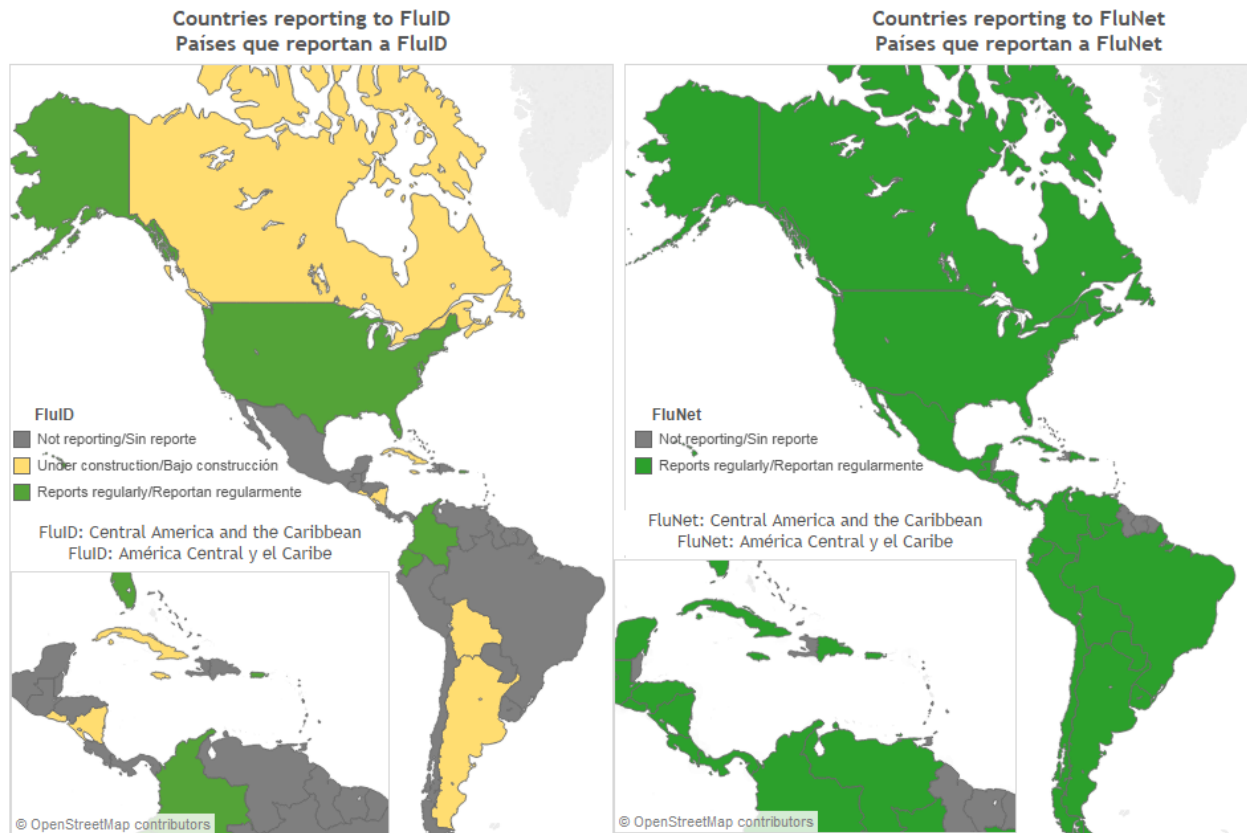 Countries reporting to FluID
Países que reportan a FluID
FluID
Not reporting/Sin reporte
Under construction/Bajo construcción
Reports regularly/Reportan regularmente
FluID: Central America and the Caribbean
FluID: América Central y el Caribe
© OpenStreetMap contributors
Countries reporting to FluNet
Países que reportan a FluNet
FluNet
Not reporting/Sin reporte
Reports regularly/Reportan regularmente
FluNet: Central America and the Caribbean
FluNet: América Central y el Caribe
© OpenStreetMap contributors